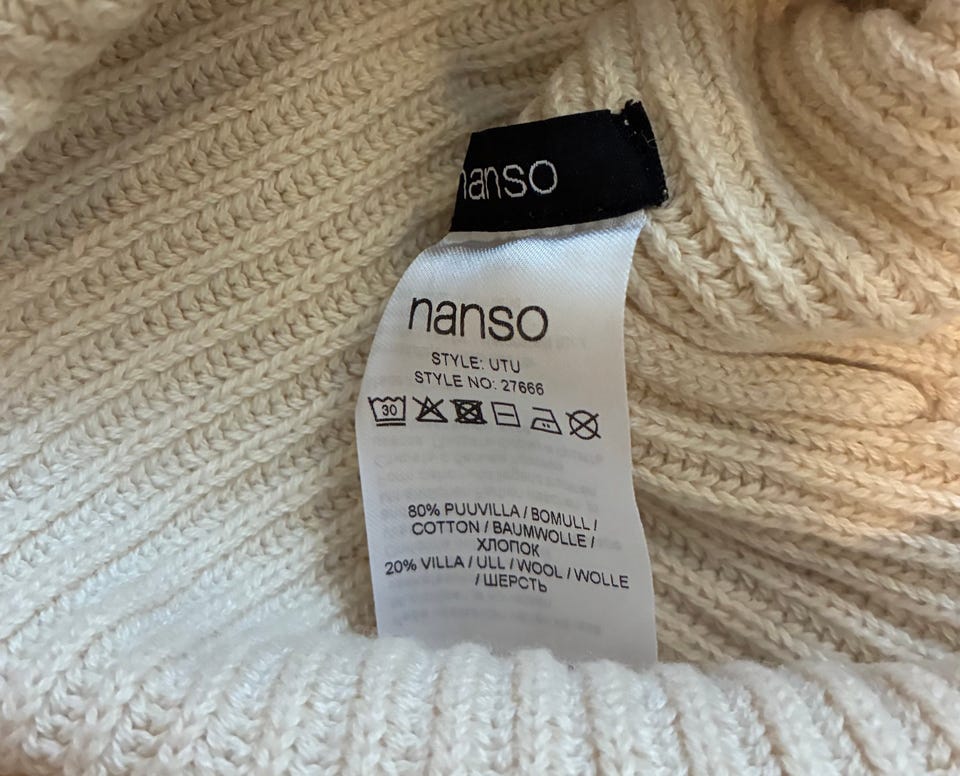 nanso
nanso
STYLE: UTU
STYLE NO: 27666
30
80% PUUVILLA / BOMULL /
COTTON / BAUMWOLLE /
ХЛОПОК
20% VILLA / ULL / WOOL / WOLLE
/ ШЕРСТЬ